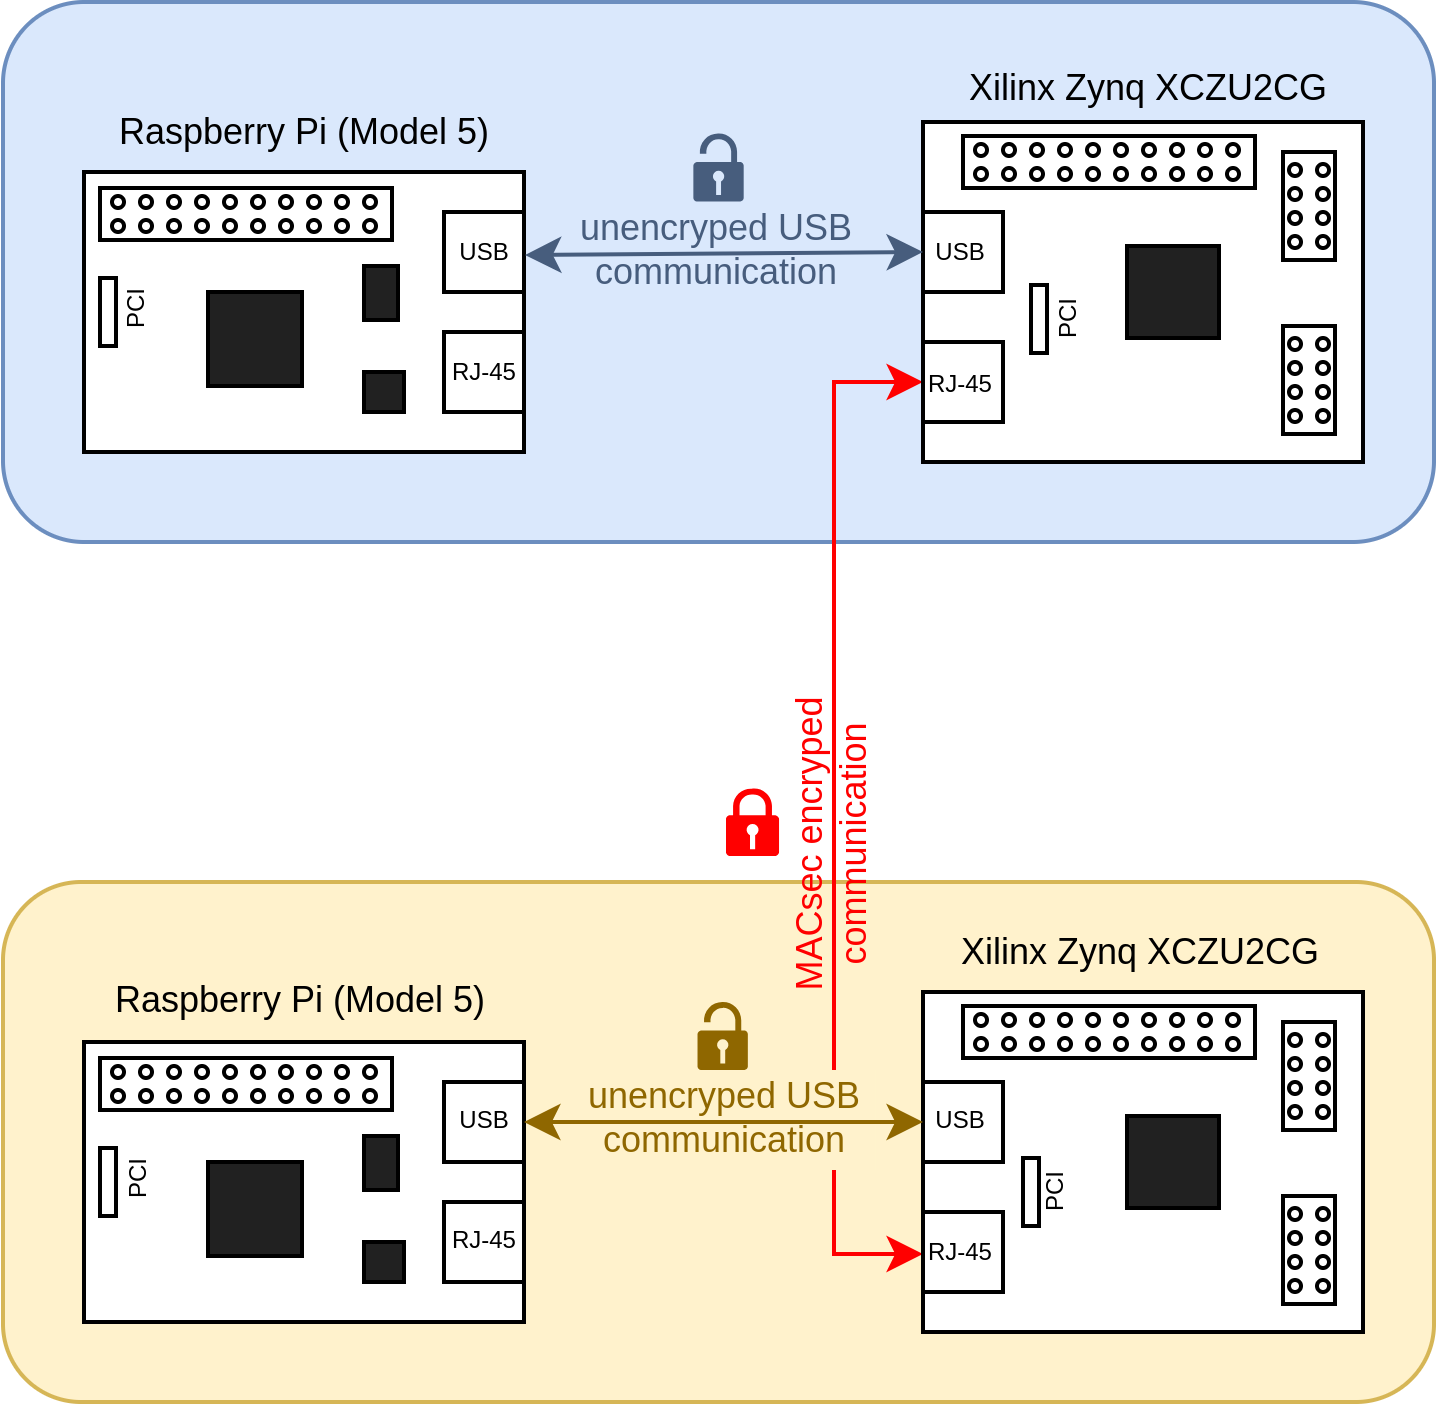 Xilinx Zynq XCZU2CG
Raspberry Pi (Model 5)
unencryped USB
communication
USB
USB
PCI
PCI
RJ-45
RJ-45
MACsec encryped
communication
Xilinx Zynq XCZU2CG
Raspberry Pi (Model 5)
unencryped USB
communication
USB
USB
PCI
PCI
RJ-45
RJ-45